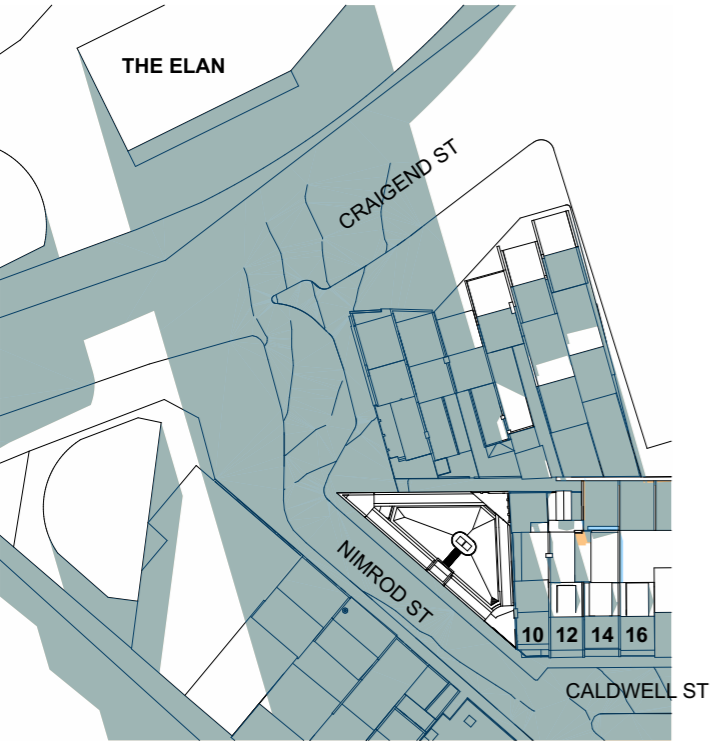 THE ELAN
CRAIGEND ST
NIMROD ST
10 12 14 16
CALDWELL ST